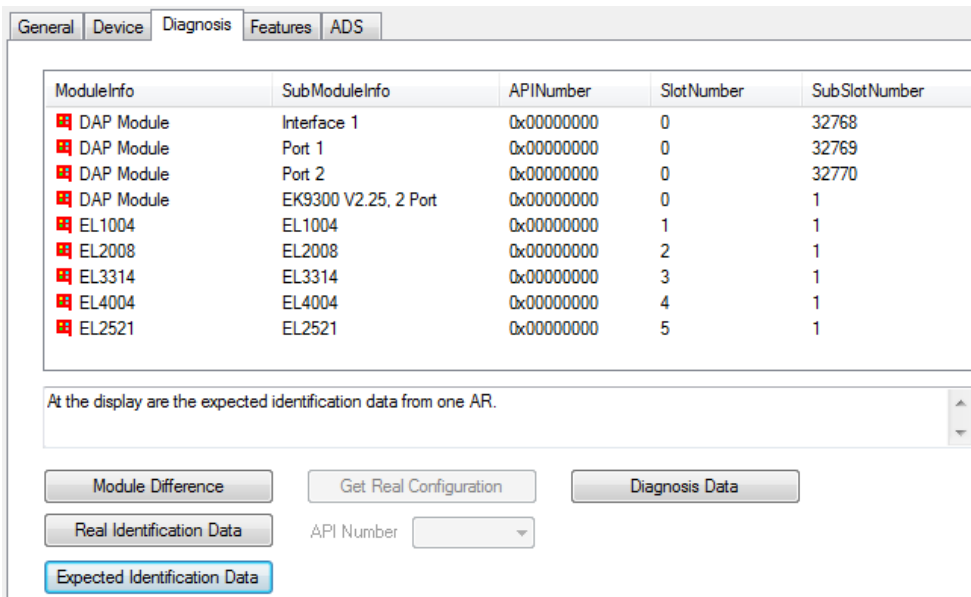 General Device Diagnosis Features ADS
ModuleInfo SubModuleInfo APINumber SlotNumber SubSlotNumber
DAP Module Interface 1 0x00000000 0 32768
DAP Module Port 1 0x00000000 0 32769
DAP Module Port 2 0x00000000 0 32770
DAP Module EK9300 V2.25, 2 Port 0x00000000 0 1
EL1004 EL1004 0x00000000 1 1
EL2008 EL2008 0x00000000 2 1
EL3314 EL3314 0x00000000 3 1
EL4004 EL4004 0x00000000 4 1
EL2521 EL2521 0x00000000 5 1
At the display are the expected identification data from one AR.
Module Difference Get Real Configuration Diagnosis Data
Real Identification Data API Number
Expected Identification Data